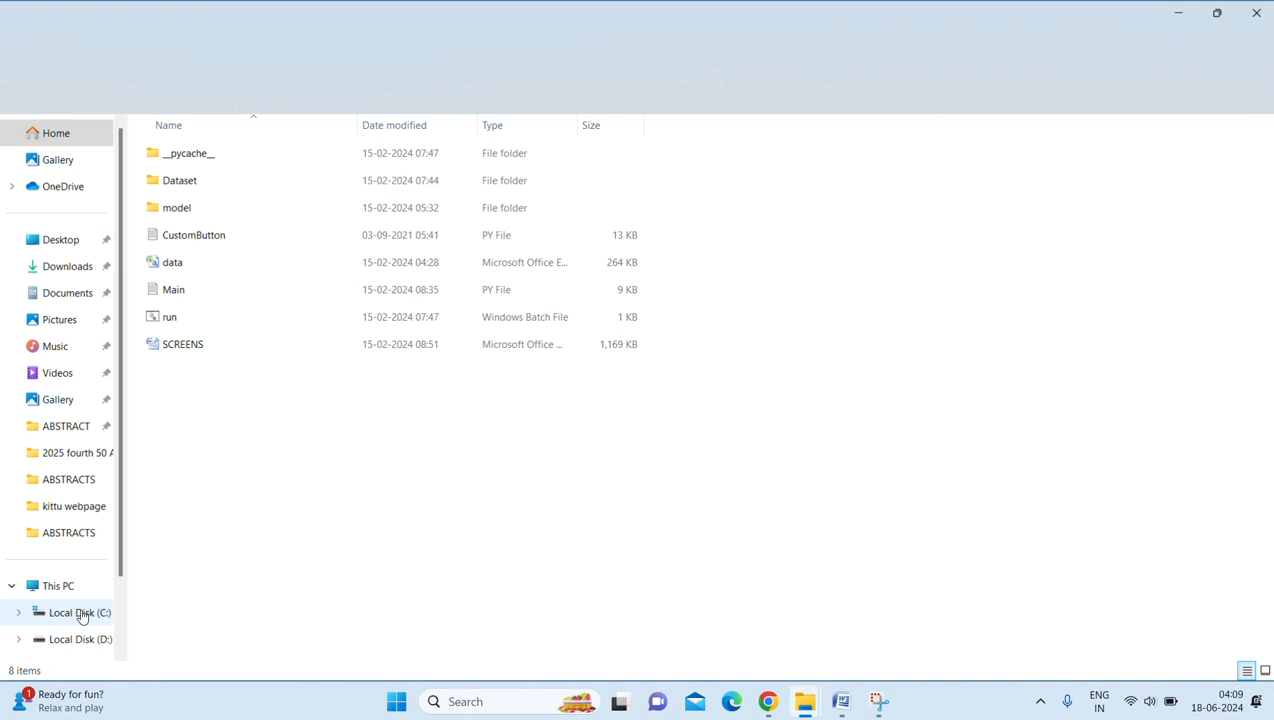 Home
Gallery
OneDrive
Desktop
Downloads
Documents
Pictures
Music
Videos
Gallery
ABSTRACT
2025 fourth 50 A
ABSTRACTS
kittu webpage
ABSTRACTS
This PC
Local Disk (C:)
Local Disk (D:)
Name Date modified Type Size
__pycache__ 15-02-2024 07:47 File folder
Dataset 15-02-2024 07:44 File folder
model 15-02-2024 05:32 File folder
CustomButton 03-09-2021 05:41 PY File 13 KB
data 15-02-2024 04:28 Microsoft Office E... 264 KB
Main 15-02-2024 08:35 PY File 9 KB
run 15-02-2024 07:47 Windows Batch File 1 KB
SCREENS 15-02-2024 08:51 Microsoft Office ... 1,169 KB
8 items
1
Ready for fun?
Relax and play
Search
ENG
IN
04:09
18-06-2024